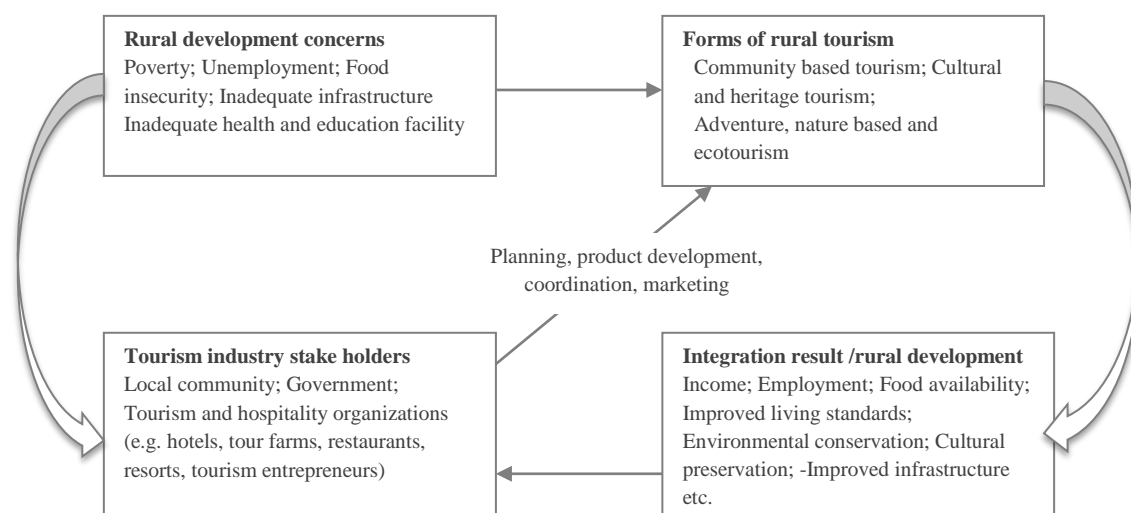 Rural development concerns
Poverty; Unemployment; Food
insecurity; Inadequate infrastructure
Inadequate health and education facility
Forms of rural tourism
Community based tourism; Cultural
and heritage tourism;
Adventure, nature based and
ecotourism
Planning, product development,
coordination, marketing
Tourism industry stake holders
Local community; Government;
Tourism and hospitality organizations
(e.g. hotels, tour farms, restaurants,
resorts, tourism entrepreneurs)
Integration result /rural development
Income; Employment; Food availability;
Improved living standards;
Environmental conservation; Cultural
preservation; -Improved infrastructure
etc.